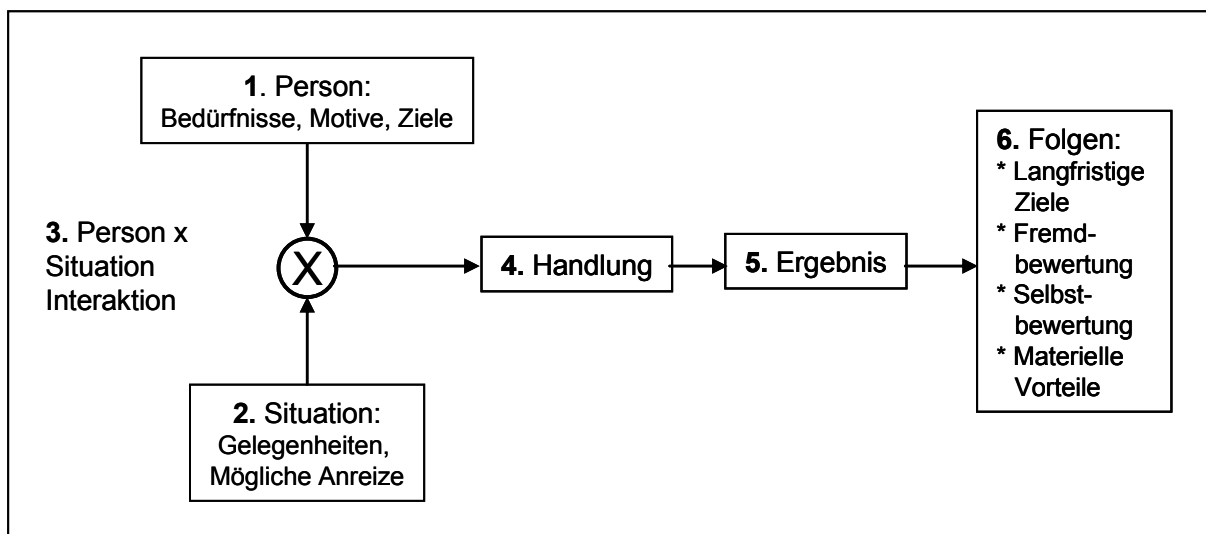 1. Person:
Bedürfnisse, Motive, Ziele
3. Person x
Situation
Interaktion
X
2. Situation:
Gelegenheiten,
Mögliche Anreize
4. Handlung
5. Ergebnis
6. Folgen:
* Langfristige
Ziele
* Fremd-
bewertung
* Selbst-
bewertung
* Materielle
Vorteile